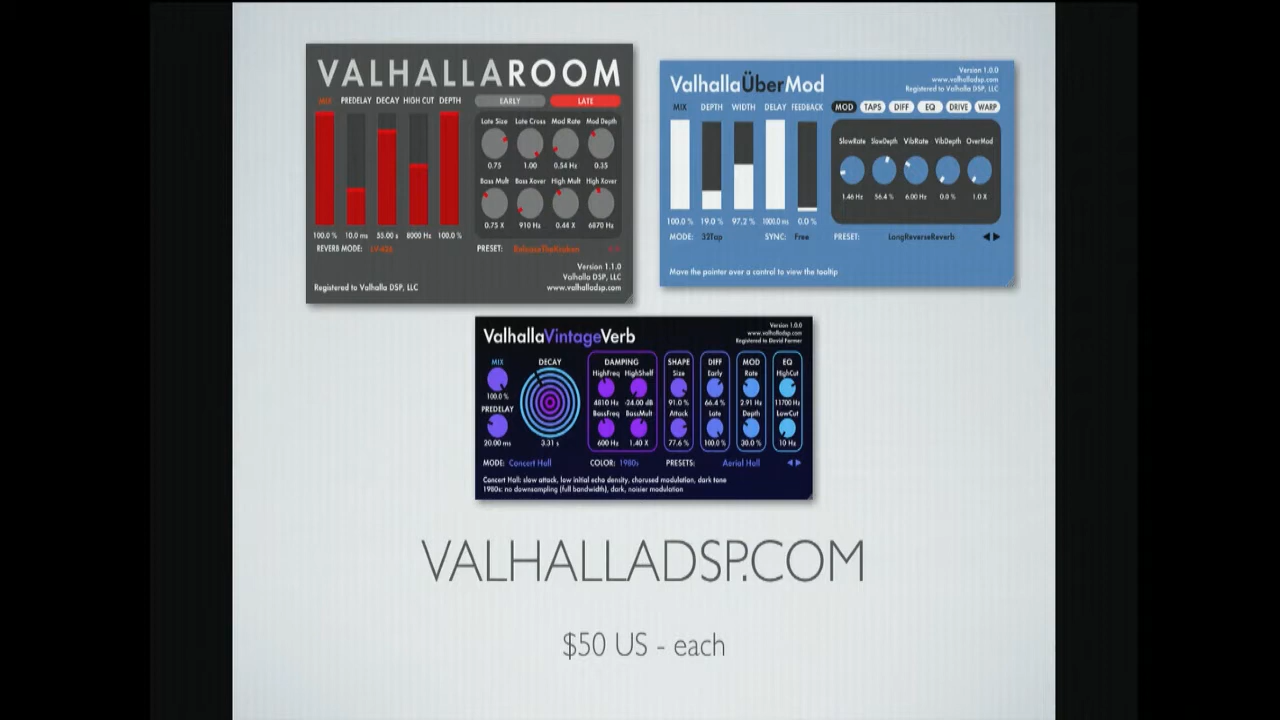 VALHALLAROOM
MIX PREDELAY DECAY HIGH CUT DEPTH
EARLY LATE
Late Size Late Cross Mod Rate Mod Depth
0.75 1.00 0.54 Hz 0.35
Bass Mult Bass Xover High Mult High Xover
0.75 X 910 Hz 0.44 X 6870 Hz
100.0 % 10.0 ms 55.00 s 8000 Hz 100.0 %
REVERB MODE: LV-426
PRESET: ReleaseTheKraken
Version 1.1.0
Valhalla DSP, LLC
Registered to Valhalla DSP, LLC www.valhalladsp.com
ValhallaÜberMod
Version 1.0.0
www.valhalladsp.com
Registered to Valhalla DSP, LLC
MIX DEPTH WIDTH DELAY FEEDBACK
MOD TAPS DIFF EQ DRIVE WARP
SlowRate SlowDepth VibRate VibDepth OverMod
1.46 Hz 56.4 % 6.00 Hz 0.0 % 1.0 X
100.0 % 19.0 % 97.2 % 1000.0 ms 0.0 %
MODE: 32Tap SYNC: Free PRESET: LongReverseReverb
Move the pointer over a control to view the tooltip
ValhallaVintageVerb
Version 1.0.0
www.valhalladsp.com
Registered to David Farmer
MIX DECAY DAMPING SHAPE DIFF MOD EQ
HighFreq HighShelf Size Early Rate HighCut
100.0 %
4810 Hz -24.00 dB 91.0 % 66.4 % 2.91 Hz 11700 Hz
PREDELAY
BassFreq BassMult Attack Late Depth LowCut
20.00 ms 3.31 s 600 Hz 1.40 X 77.6 % 100.0 % 30.0 % 10 Hz
MODE: Concert Hall COLOR: 1980s PRESETS: Aerial Hall
Concert Hall: slow attack, low initial echo density, chorused modulation, dark tone
1980s: no downsampling (full bandwidth), dark, noisier modulation
VALHALLADSP.COM
$50 US - each